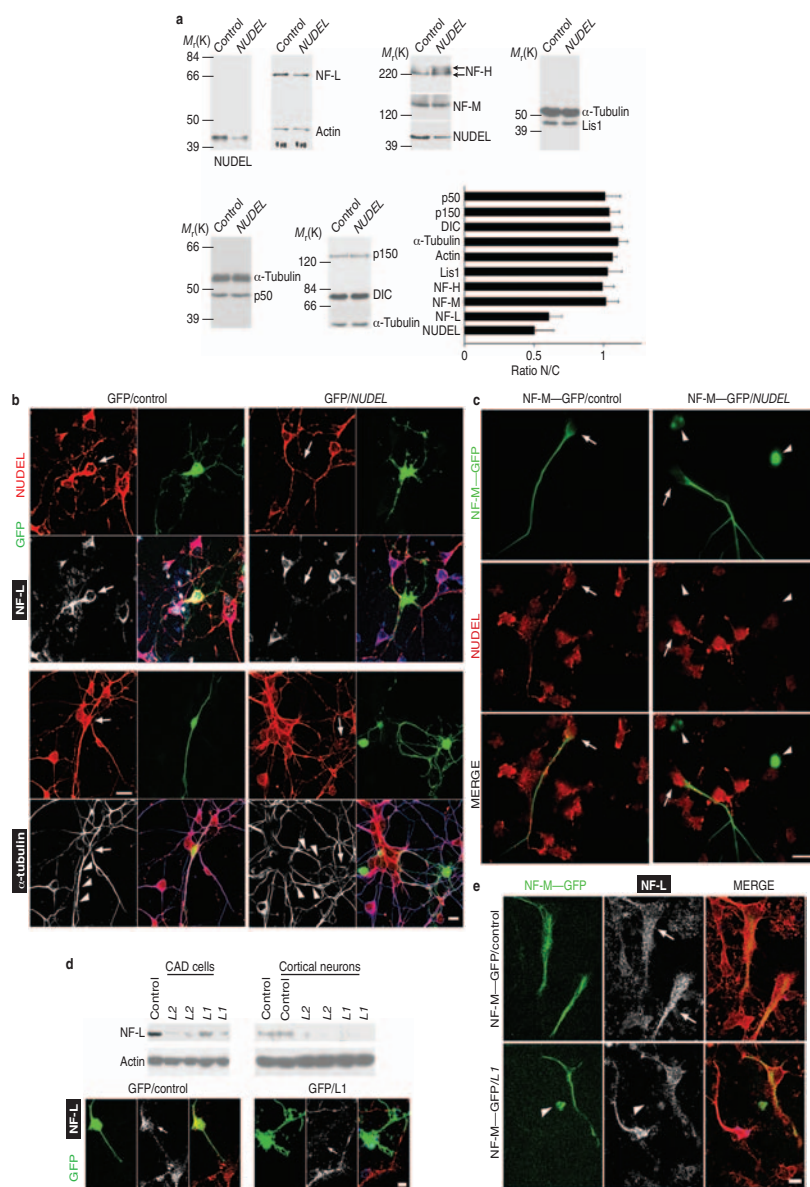 a
Control
NUDEL
Mr(K)
84
66
50
39
NUDEL
Control
NUDEL
NF-L
Actin
Control
NUDEL
Mr(K)
220
120
39
NF-H
NF-M
NUDEL
Control
NUDEL
Mr(K)
50
39
α-Tubulin
Lis1
Control
NUDEL
Mr(K)
66
50
39
α-Tubulin
p50
Control
NUDEL
Mr(K)
120
84
66
p150
DIC
α-Tubulin
p50
p150
DIC
α-Tubulin
Actin
Lis1
NF-H
NF-M
NF-L
NUDEL
0 0.5 1
Ratio N/C
b
GFP/control GFP/NUDEL
NUDEL
GFP
NF-L
α-tubulin
c
NF-M—GFP/control NF-M—GFP/NUDEL
NF-M—GFP
NUDEL
MERGE
d
CAD cells Cortical neurons
Control L2 L2 L1 L1
Control Control L2 L2 L1 L1
NF-L
Actin
GFP/control GFP/L1
NF-L
GFP
e
NF-M—GFP NF-L MERGE
NF-M—GFP/control
NF-M—GFP/L1